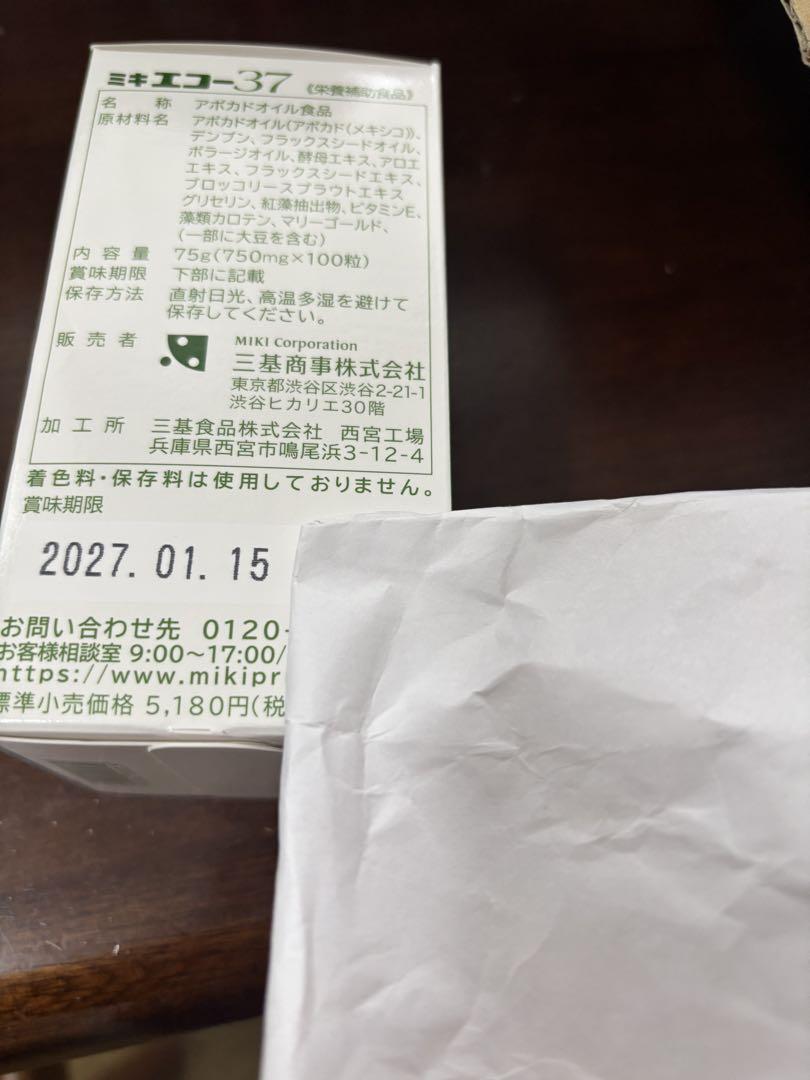 ミキエコー37 《栄養補助食品》
名称 アボカドオイル食品
原材料名 アボカドオイル(アボカド(メキシコ))、
デンプン、フラックスシードオイル、
ボラージオイル、酵母エキス、アロエ
エキス、フラックスシードエキス、
ブロッコリースプラウトエキス
グリセリン、紅藻抽出物、ビタミンE、
藻類カロテン、マリーゴールド、
(一部に大豆を含む)
内容量 75g(750mg×100粒)
賞味期限 下部に記載
保存方法 直射日光、高温多湿を避けて
保存してください。
販売者 MIKI Corporation
三基商事株式会社
東京都渋谷区渋谷2-21-1
渋谷ヒカリエ30階
加工所 三基食品株式会社 西宮工場
兵庫県西宮市鳴尾浜3-12-4
着色料・保存料は使用しておりません。
賞味期限
2027.01.15
お問い合わせ先 0120-
お客様相談室 9:00～17:00/
https://www.mikipr
標準小売価格 5,180円(税